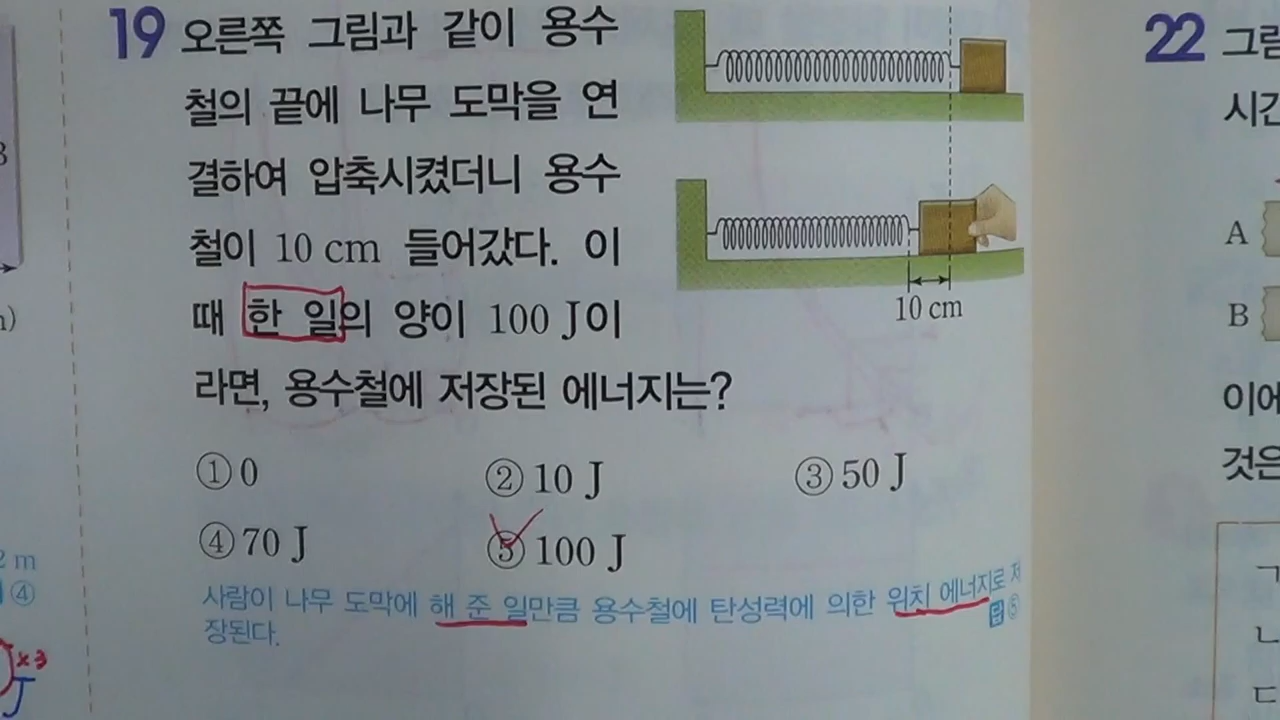 19 오른쪽 그림과 같이 용수
철의 끝에 나무 도막을 연
결하여 압축시켰더니 용수
철이 10 cm 들어갔다. 이
때 한 일의 양이 100 J이
라면, 용수철에 저장된 에너지는?
10 cm
① 0 ② 10 J ③ 50 J
④ 70 J ⑤ 100 J
사람이 나무 도막에 해 준 일만큼 용수철에 탄성력에 의한 위치 에너지로 저
장된다.
답 ⑤
2 m
④
×3
J
22
시간
A
B
이에
것은
ㄱ
ㄴ
ㄷ